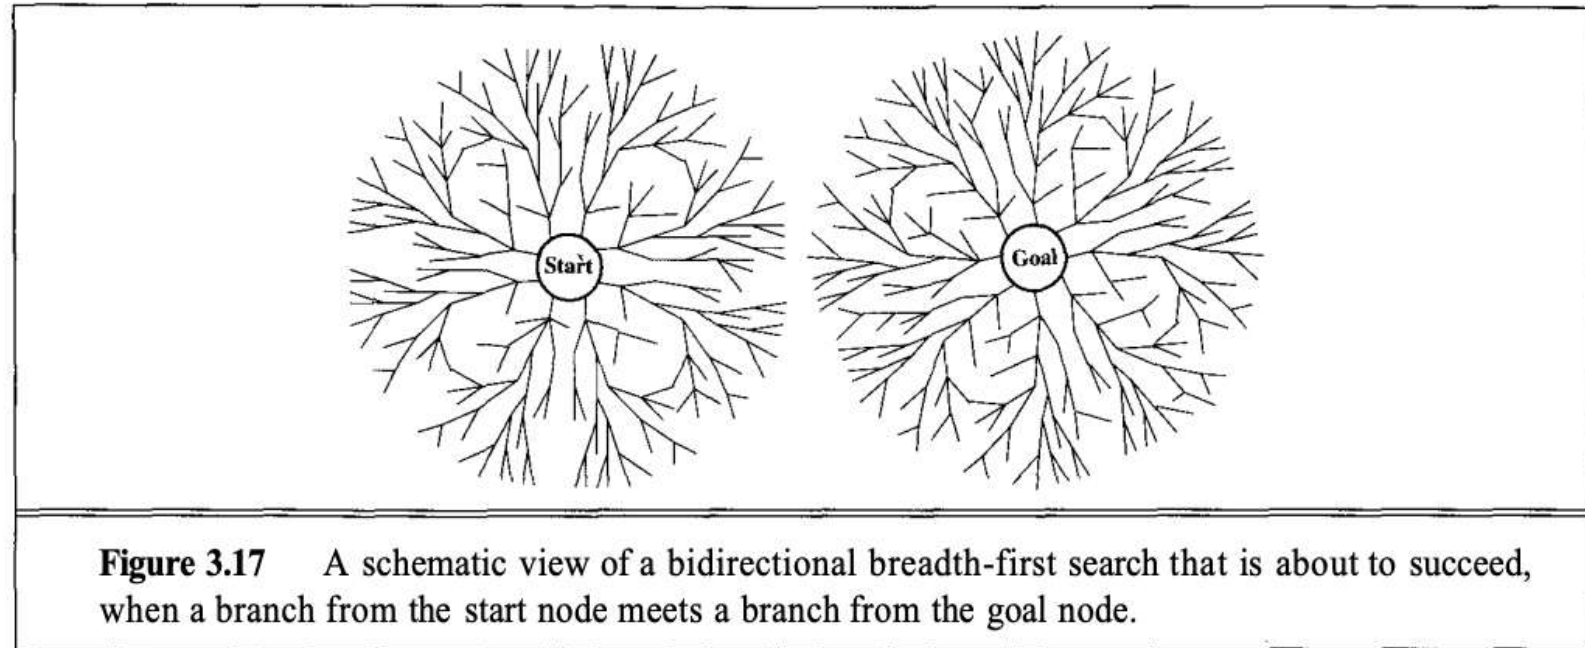 Start
Goal
Figure 3.17 A schematic view of a bidirectional breadth-first search that is about to succeed,
when a branch from the start node meets a branch from the goal node.